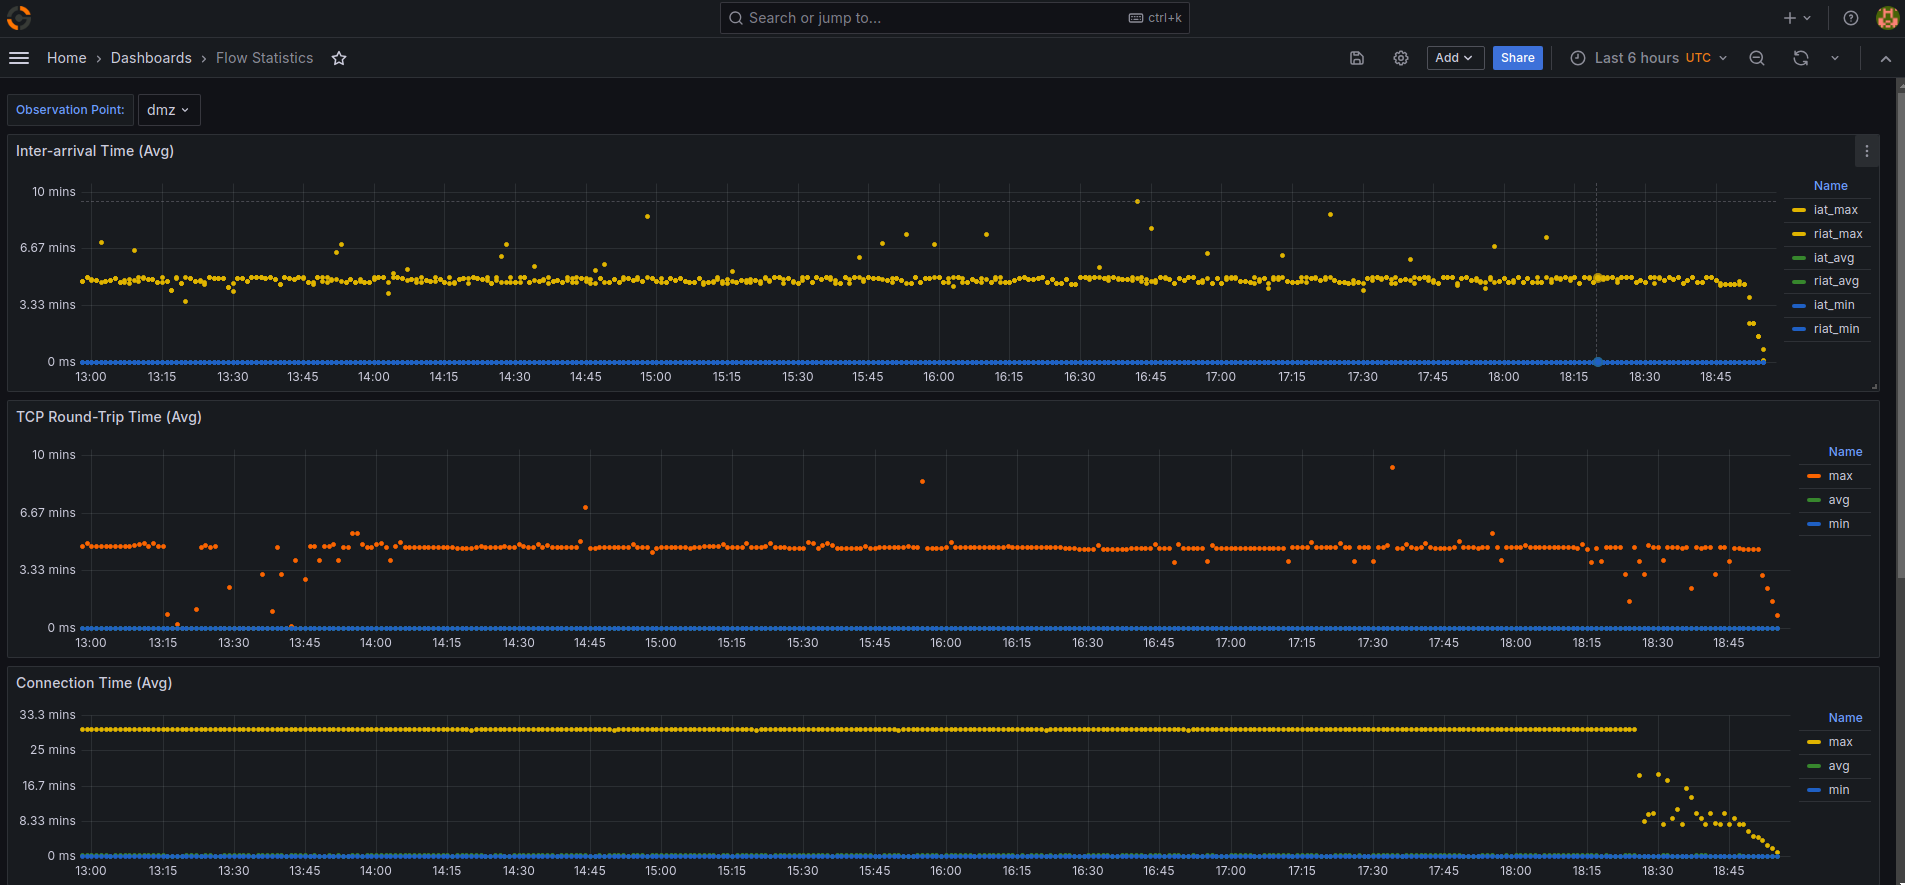 Search or jump to... ctrl+k
Home › Dashboards › Flow Statistics Add Share Last 6 hours UTC
Observation Point: dmz
Inter-arrival Time (Avg)
10 mins
6.67 mins
3.33 mins
0 ms
13:00 13:15 13:30 13:45 14:00 14:15 14:30 14:45 15:00 15:15 15:30 15:45 16:00 16:15 16:30 16:45 17:00 17:15 17:30 17:45 18:00 18:15 18:30 18:45
Name
iat_max
riat_max
iat_avg
riat_avg
iat_min
riat_min
TCP Round-Trip Time (Avg)
10 mins
6.67 mins
3.33 mins
0 ms
13:00 13:15 13:30 13:45 14:00 14:15 14:30 14:45 15:00 15:15 15:30 15:45 16:00 16:15 16:30 16:45 17:00 17:15 17:30 17:45 18:00 18:15 18:30 18:45
Name
max
avg
min
Connection Time (Avg)
33.3 mins
25 mins
16.7 mins
8.33 mins
0 ms
13:00 13:15 13:30 13:45 14:00 14:15 14:30 14:45 15:00 15:15 15:30 15:45 16:00 16:15 16:30 16:45 17:00 17:15 17:30 17:45 18:00 18:15 18:30 18:45
Name
max
avg
min